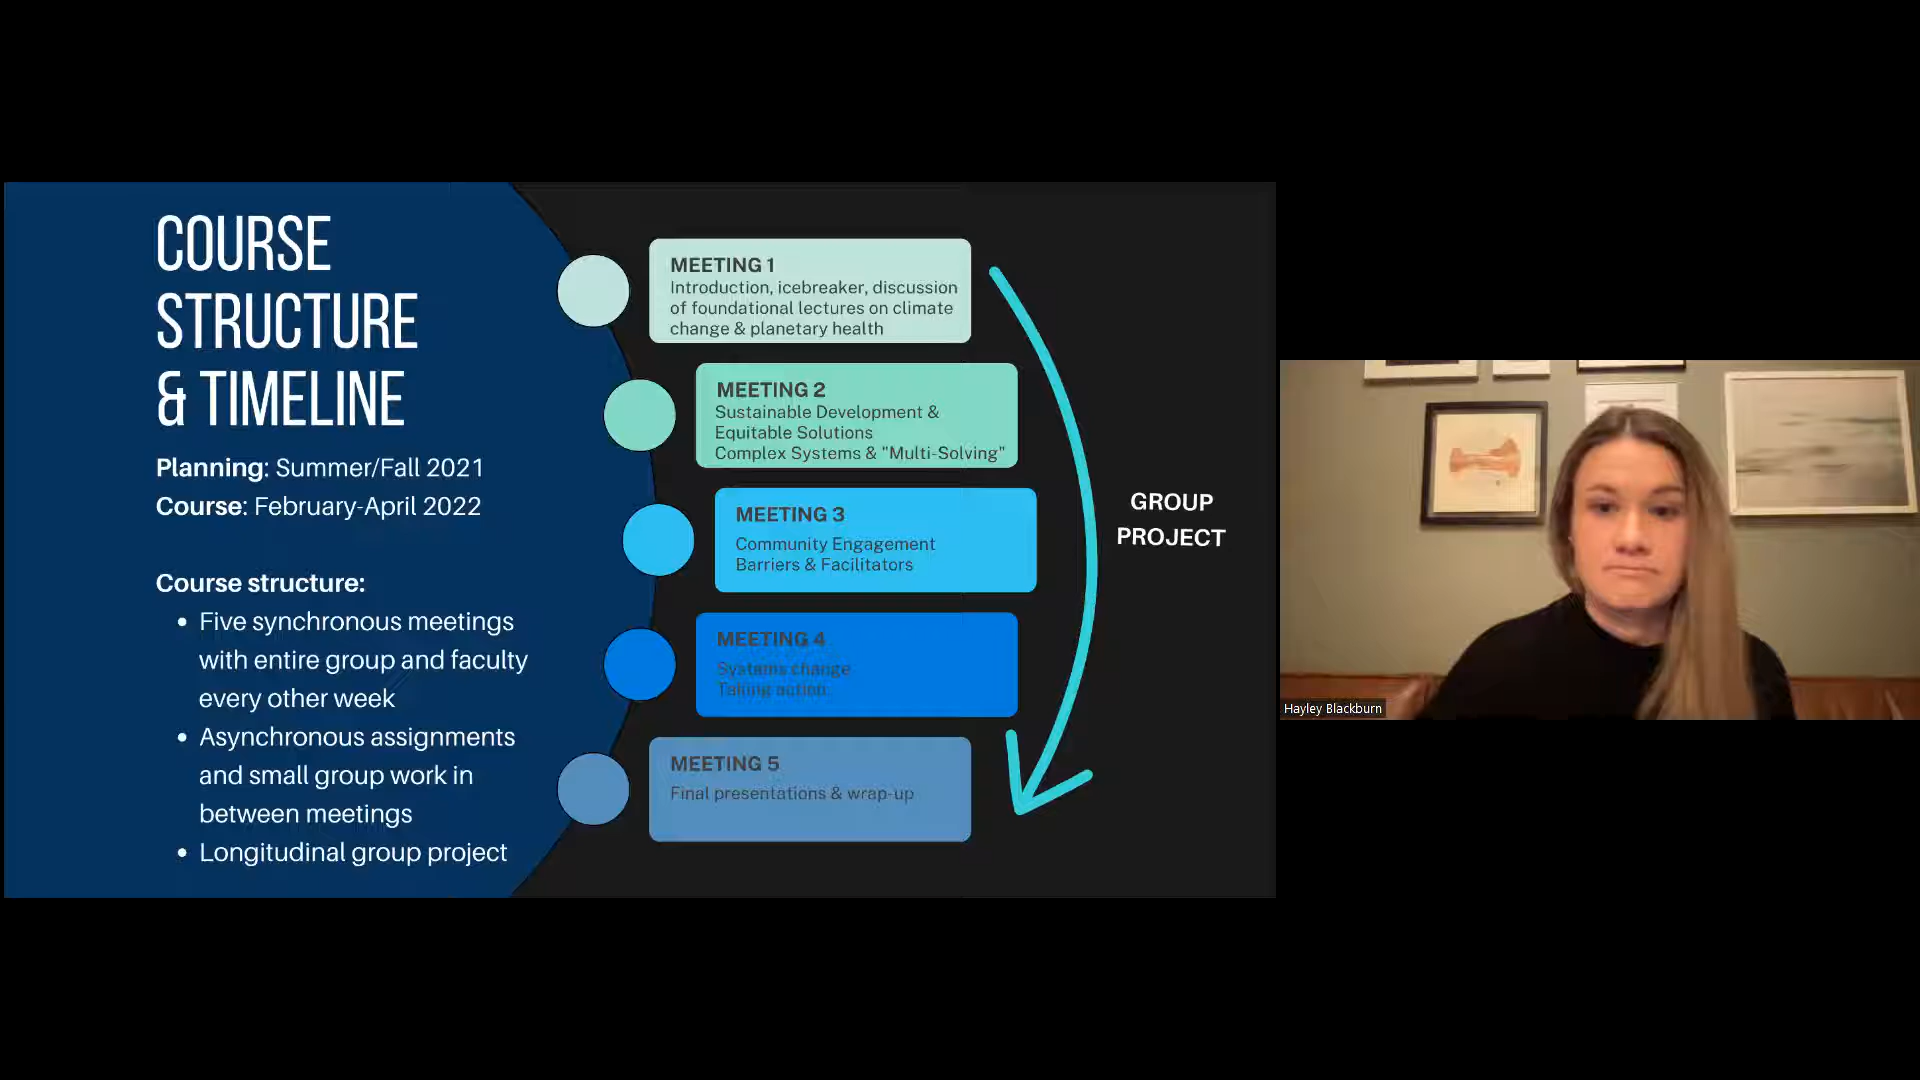 COURSE
STRUCTURE
& TIMELINE
Planning: Summer/Fall 2021
Course: February-April 2022
Course structure:
• Five synchronous meetings
with entire group and faculty
every other week
• Asynchronous assignments
and small group work in
between meetings
• Longitudinal group project
MEETING 1
Introduction, icebreaker, discussion
of foundational lectures on climate
change & planetary health
MEETING 2
Sustainable Development &
Equitable Solutions
Complex Systems & "Multi-Solving"
MEETING 3
Community Engagement
Barriers & Facilitators
MEETING 4
Systems change
Taking action
MEETING 5
Final presentations & wrap-up
GROUP
PROJECT
Hayley Blackburn